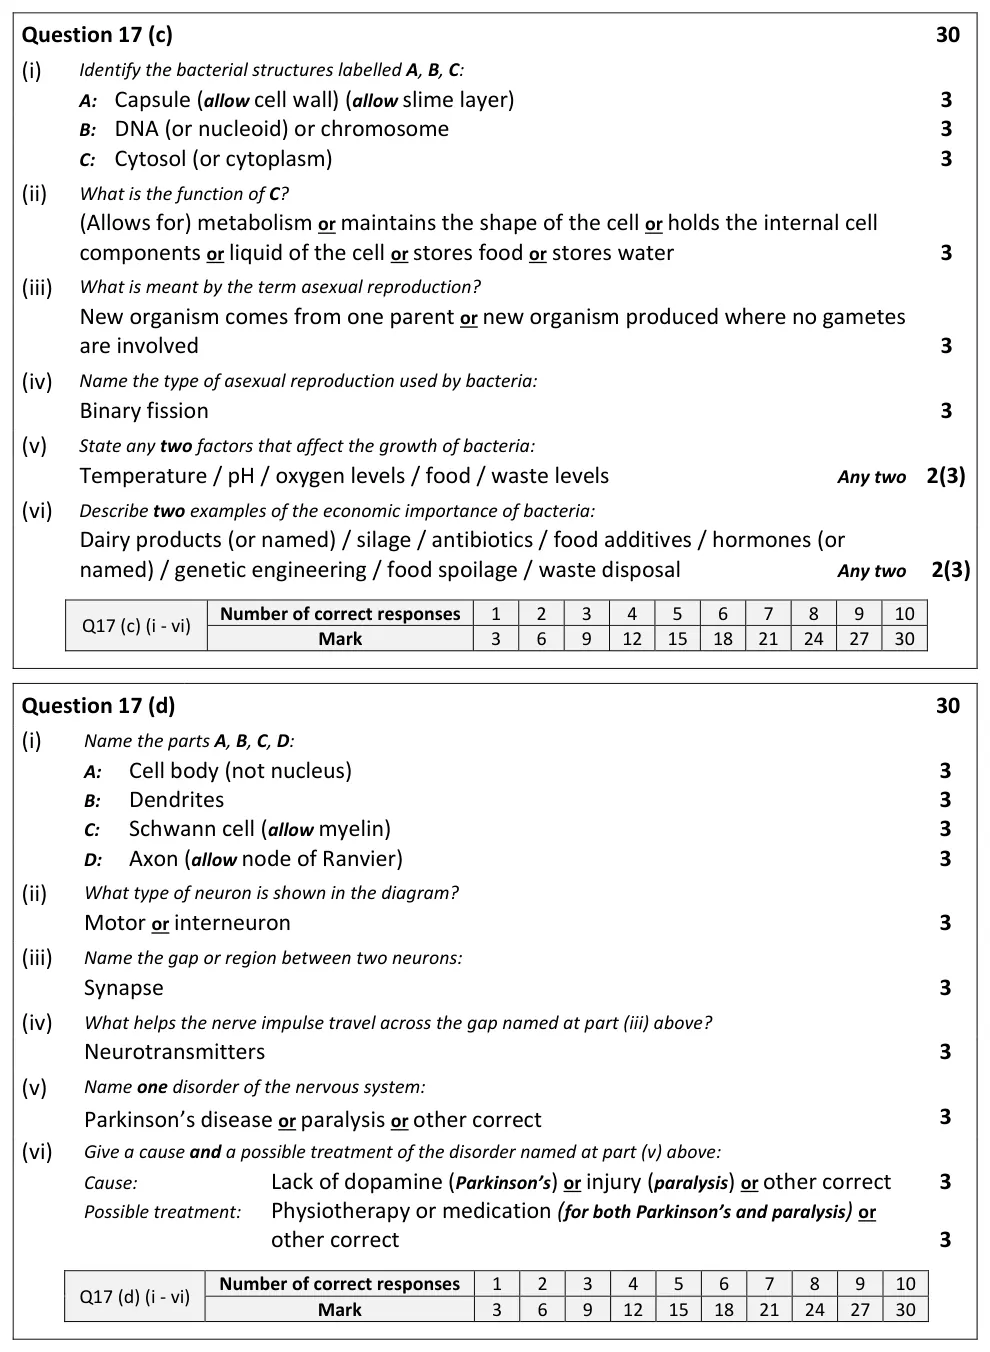 Question 17 (c) 30
(i) Identify the bacterial structures labelled A, B, C:
A: Capsule (allow cell wall) (allow slime layer) 3
B: DNA (or nucleoid) or chromosome 3
C: Cytosol (or cytoplasm) 3
(ii) What is the function of C?
(Allows for) metabolism or maintains the shape of the cell or holds the internal cell
components or liquid of the cell or stores food or stores water 3
(iii) What is meant by the term asexual reproduction?
New organism comes from one parent or new organism produced where no gametes
are involved 3
(iv) Name the type of asexual reproduction used by bacteria:
Binary fission 3
(v) State any two factors that affect the growth of bacteria:
Temperature / pH / oxygen levels / food / waste levels Any two 2(3)
(vi) Describe two examples of the economic importance of bacteria:
Dairy products (or named) / silage / antibiotics / food additives / hormones (or
named) / genetic engineering / food spoilage / waste disposal Any two 2(3)
Q17 (c) (i - vi) Number of correct responses 1 2 3 4 5 6 7 8 9 10
Mark 3 6 9 12 15 18 21 24 27 30
Question 17 (d) 30
(i) Name the parts A, B, C, D:
A: Cell body (not nucleus) 3
B: Dendrites 3
C: Schwann cell (allow myelin) 3
D: Axon (allow node of Ranvier) 3
(ii) What type of neuron is shown in the diagram?
Motor or interneuron 3
(iii) Name the gap or region between two neurons:
Synapse 3
(iv) What helps the nerve impulse travel across the gap named at part (iii) above?
Neurotransmitters 3
(v) Name one disorder of the nervous system:
Parkinson's disease or paralysis or other correct 3
(vi) Give a cause and a possible treatment of the disorder named at part (v) above:
Cause: Lack of dopamine (Parkinson's) or injury (paralysis) or other correct 3
Possible treatment: Physiotherapy or medication (for both Parkinson's and paralysis) or
other correct 3
Q17 (d) (i - vi) Number of correct responses 1 2 3 4 5 6 7 8 9 10
Mark 3 6 9 12 15 18 21 24 27 30